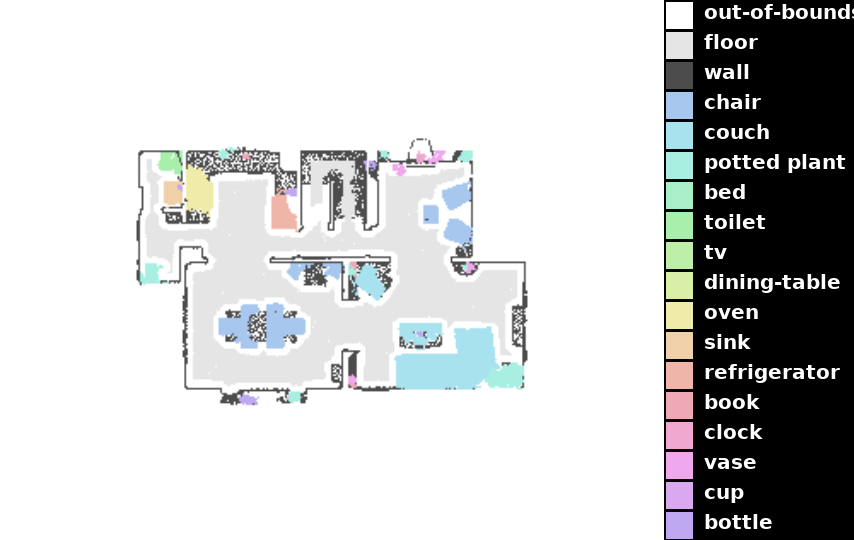 out-of-bounds
floor
wall
chair
couch
potted plant
bed
toilet
tv
dining-table
oven
sink
refrigerator
book
clock
vase
cup
bottle